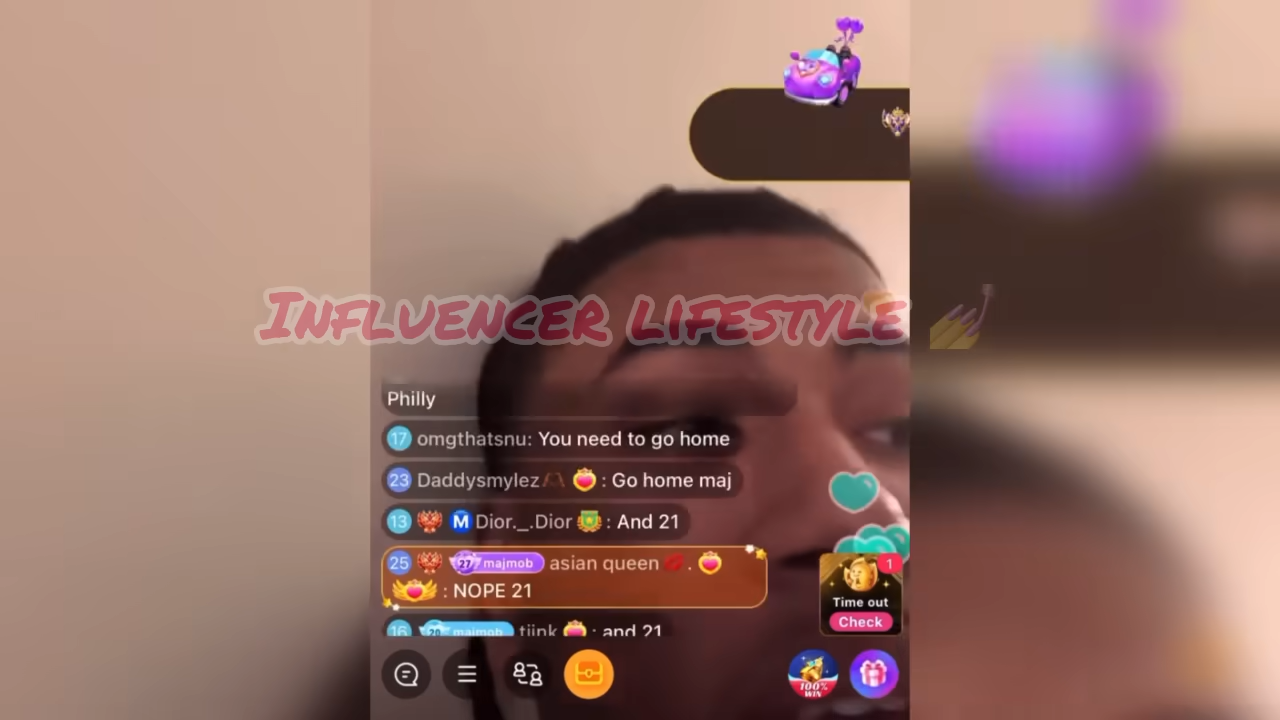 INFLUENCER LIFESTYLE 💅
Philly
17 omgthatsnu: You need to go home
23 Daddysmylez : Go home maj
13 M Dior._.Dior : And 21
25 27 majmob asian queen 💋.
: NOPE 21
16 20 majmob tiink : and 21
1
Time out
Check
100%
WIN